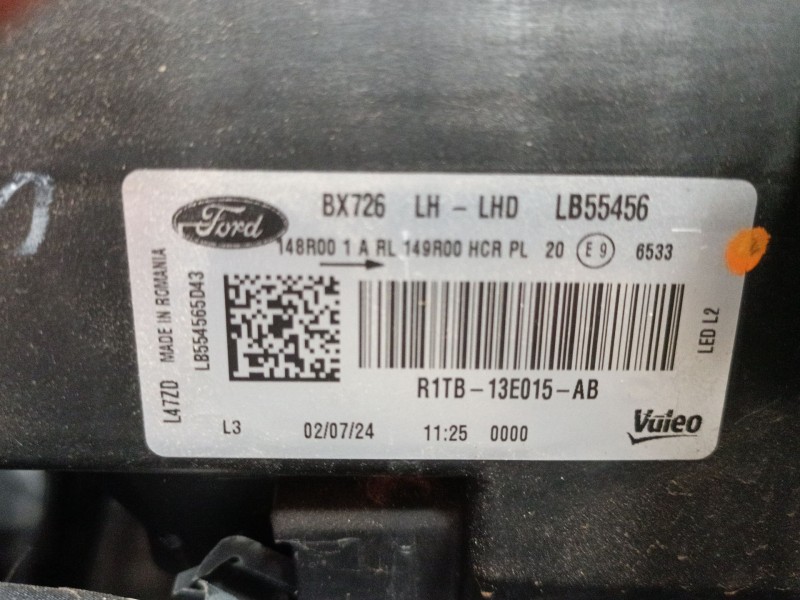 Ford
BX726 LH - LHD LB55456
148R00 1 A RL 149R00 HCR PL 20 E9 6533
R1TB-13E015-AB
L3 02/07/24 11:25 0000
Valeo
L47ZD MADE IN ROMANIA
LB554565D43
LED L2